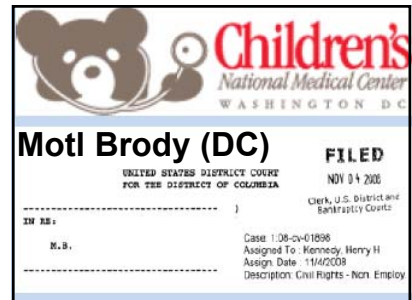 Children's
National Medical Center
WASHINGTON DC
Motl Brody (DC)
UNITED STATES DISTRICT COURT
FOR THE DISTRICT OF COLUMBIA
FILED
NOV 04 2008
Clerk, U.S. District and
Bankruptcy Courts
)
IN RE:
M.B.
Case: 1:08-cv-01898
Assigned To : Kennedy, Henry H
Assign. Date : 11/4/2008
Description: Civil Rights - Non. Employ